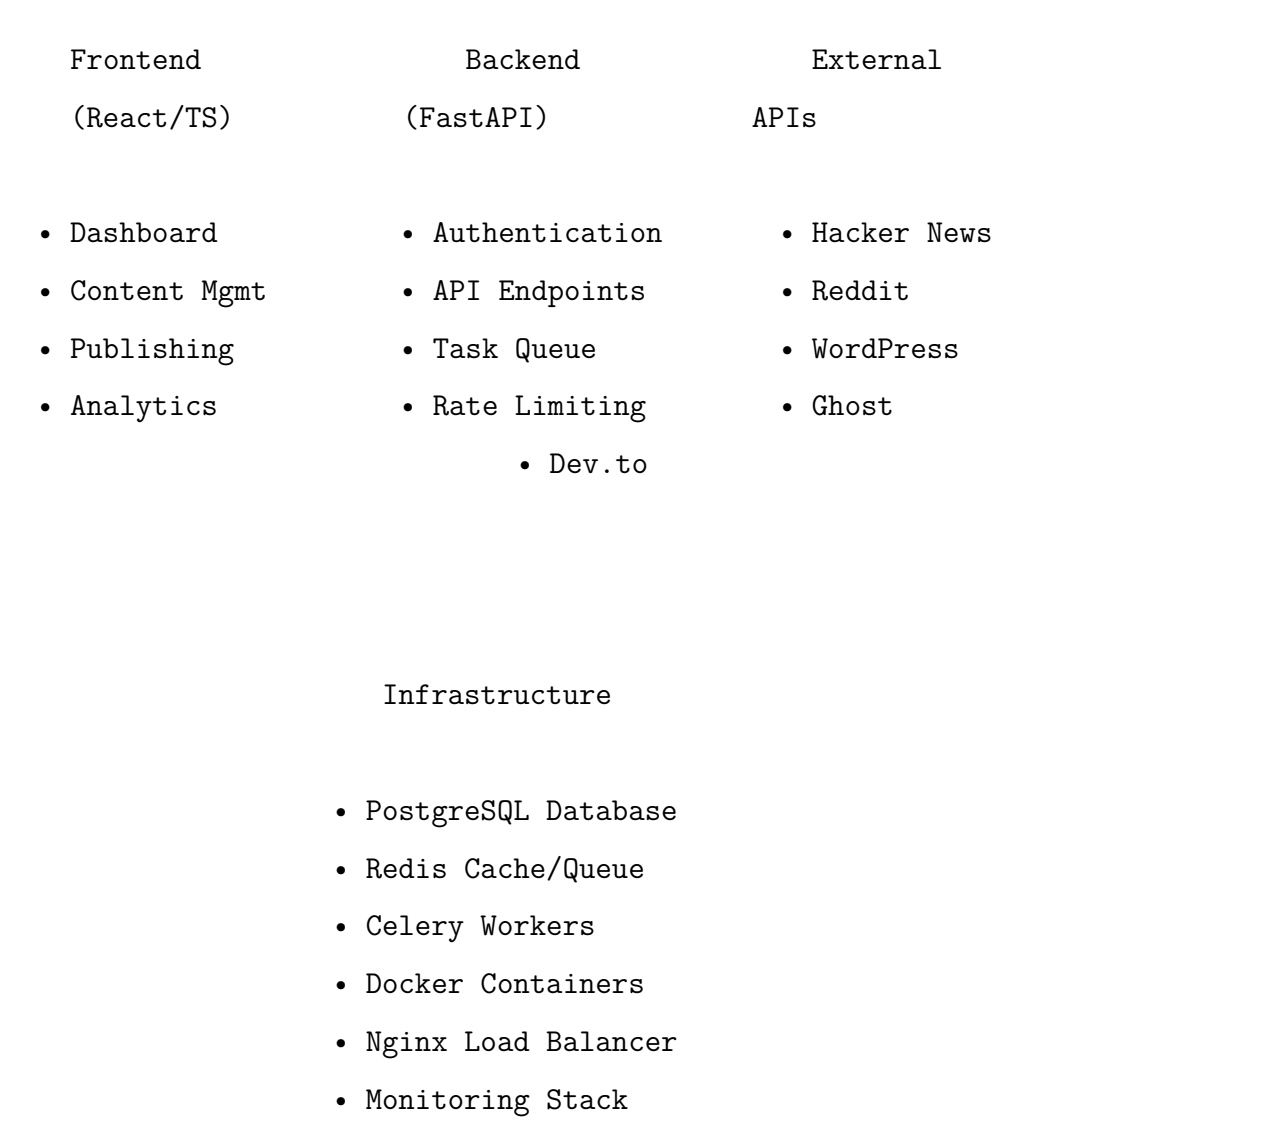 Frontend Backend External
(React/TS) (FastAPI) APIs
• Dashboard • Authentication • Hacker News
• Content Mgmt • API Endpoints • Reddit
• Publishing • Task Queue • WordPress
• Analytics • Rate Limiting • Ghost
• Dev.to
Infrastructure
• PostgreSQL Database
• Redis Cache/Queue
• Celery Workers
• Docker Containers
• Nginx Load Balancer
• Monitoring Stack